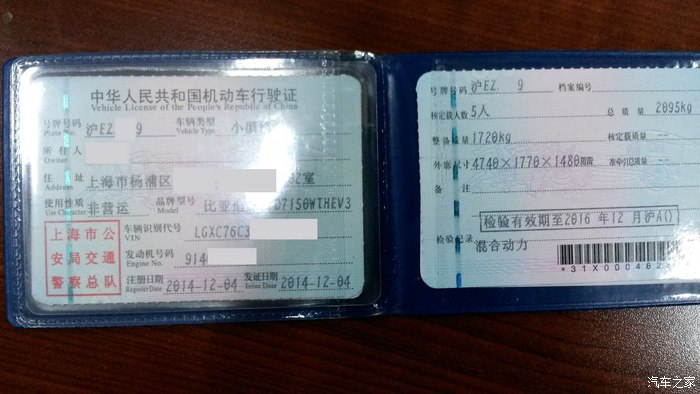 中华人民共和国机动车行驶证
Vehicle License of the People's Republic of China
号牌号码 Plate No. 沪EZ 9 车辆类型 Vehicle Type 小型
所有人 Owner
住址 Address 上海市杨浦区 室
使用性质 Use Character 非营运 品牌型号 Model 比亚迪 7150WTHEV3
上海市公
安局交通
警察总队
车辆识别代号 VIN LGXC76C3
发动机号码 Engine No. 914
注册日期 Register Date 2014-12-04 发证日期 Issue Date 2014-12-04
号牌号码 沪EZ 9 档案编号
核定载人数 5人 总质量 2095kg
整备质量 1720kg 核定载质量 --
外廓尺寸 4740×1770×1480 准牵引总质量 --
备注
检验有效期至2016年12月沪A()
检验记录
混合动力
*31X000462
汽车之家